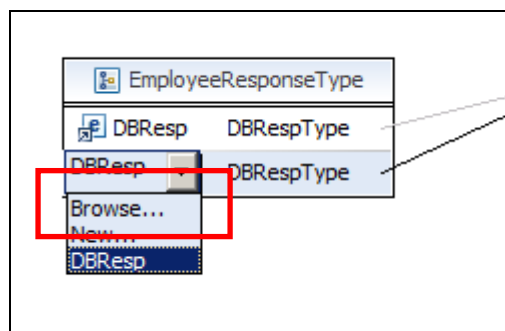 EmployeeResponseType
DBResp DBRespType
DBResp DBRespType
Browse...
New...
DBResp